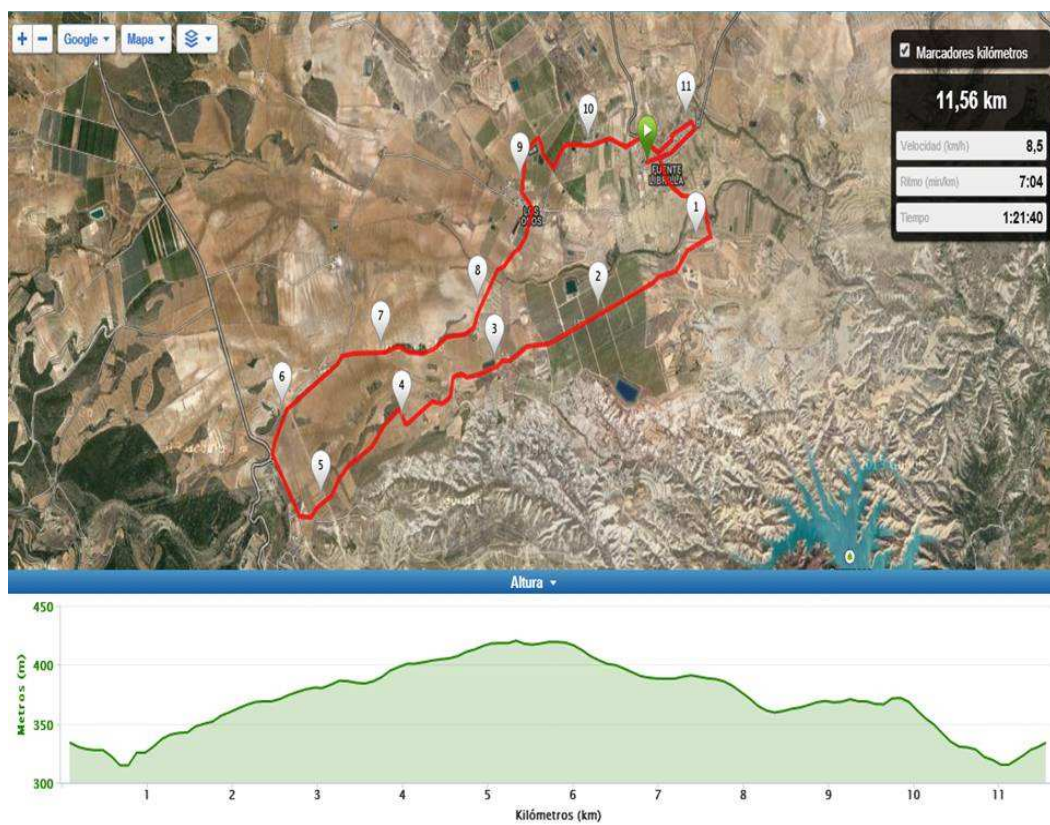 + − Google ▾ Mapa ▾
Marcadores kilómetros
11,56 km
Velocidad (km/h) 8,5
Ritmo (min/km) 7:04
Tiempo 1:21:40
11
10
9
FUENTE
LIBRILLA
1
8
2
7
3
6
4
5
Altura ▾
450
400
350
300
Metros (m)
1 2 3 4 5 6 7 8 9 10 11
Kilómetros (km)